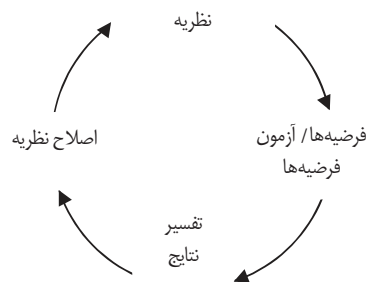 نظریه
فرضیه‌ها/ آزمون
فرضیه‌ها
تفسیر
نتایج
اصلاح نظریه